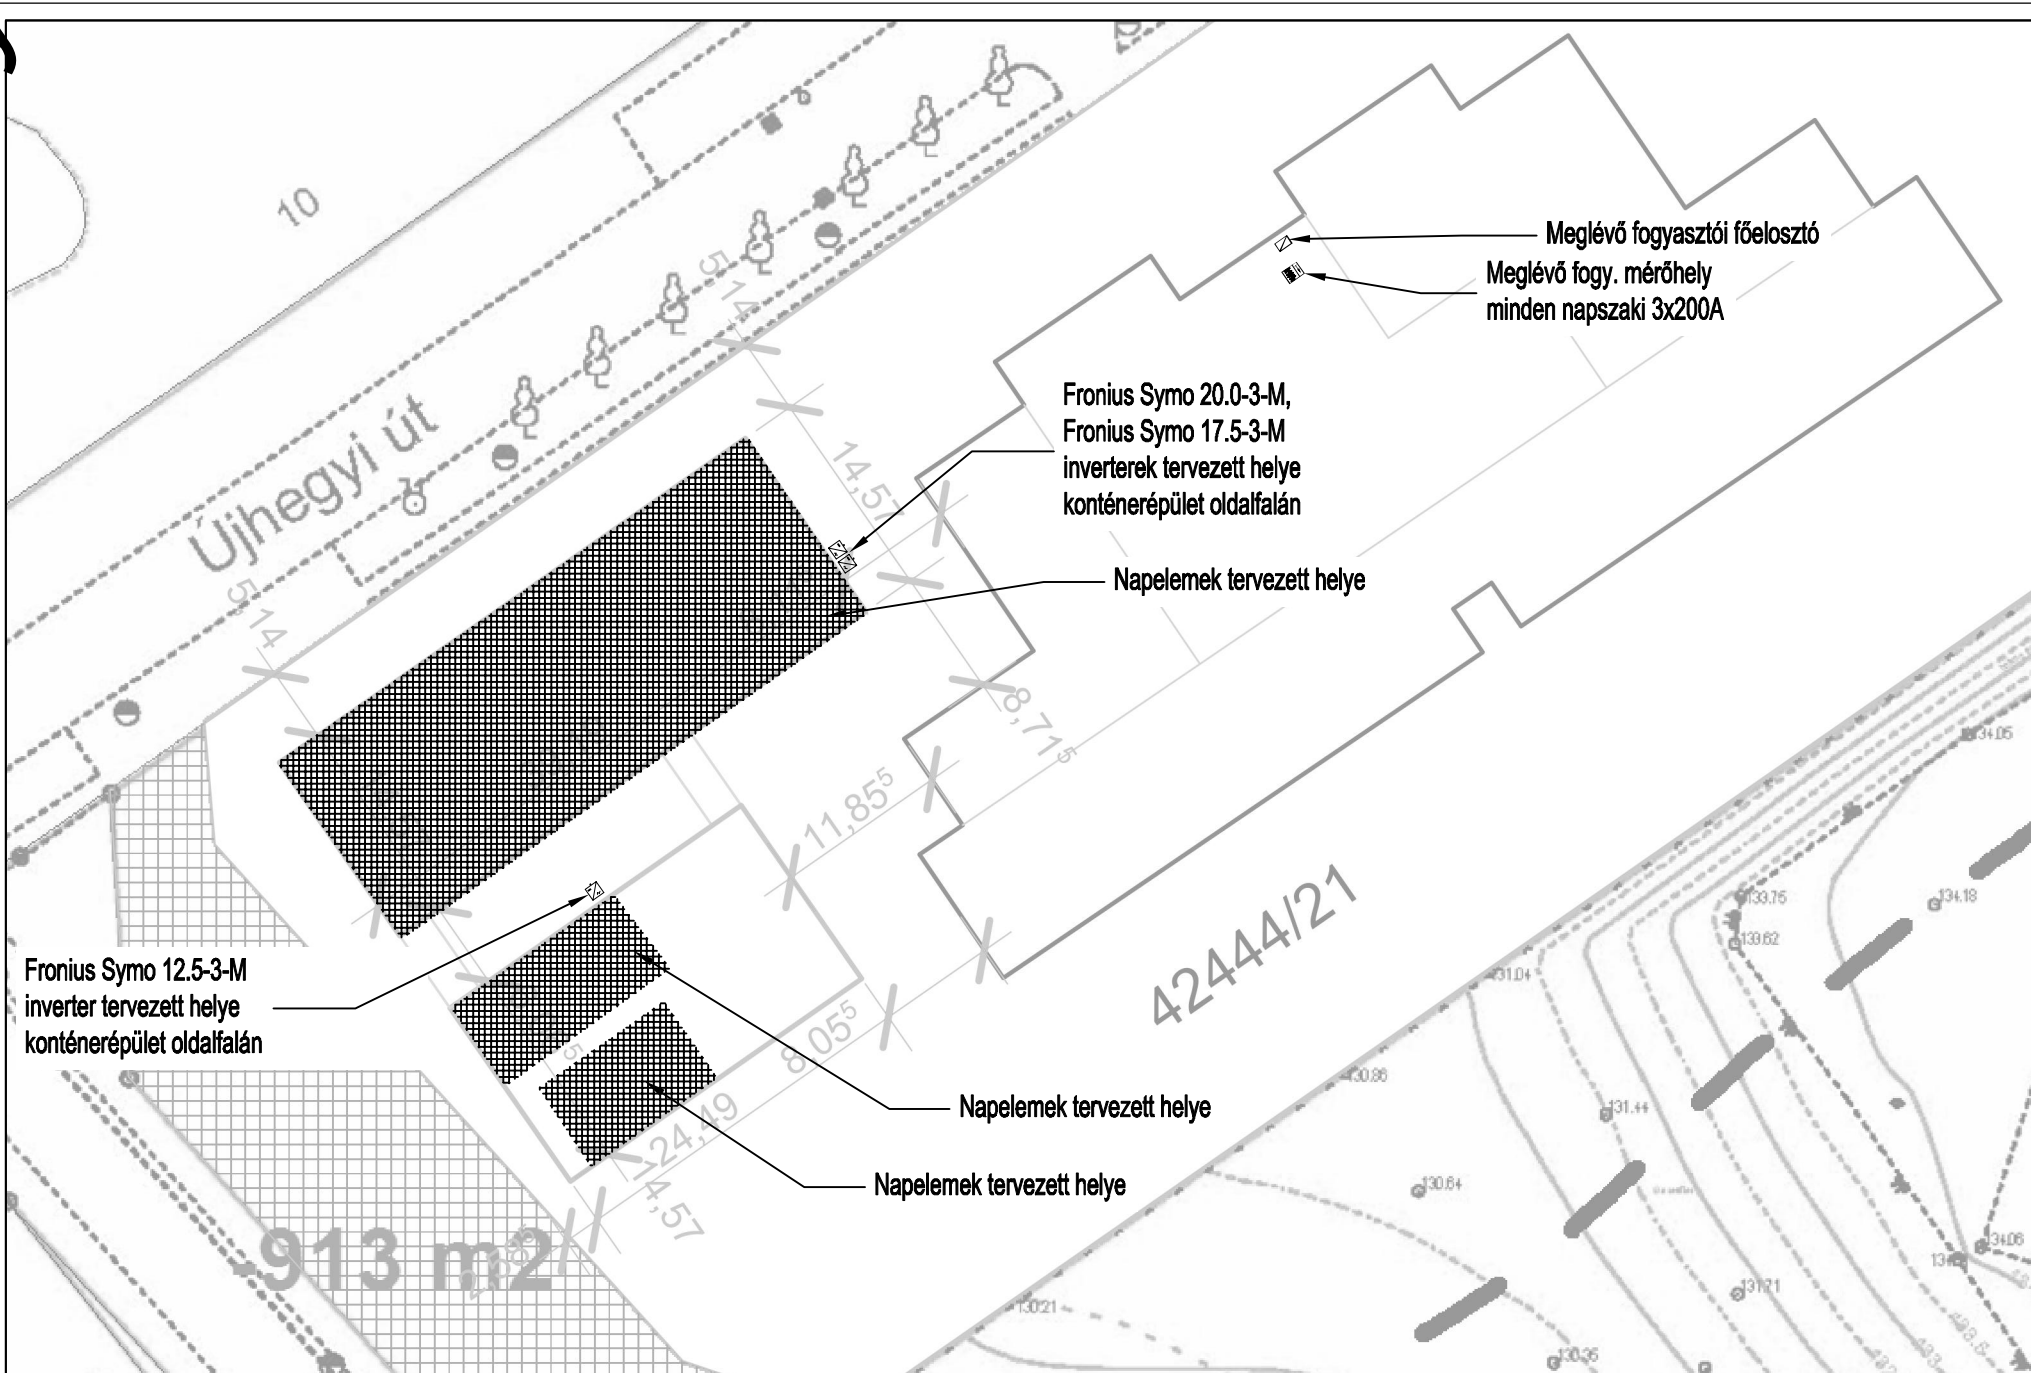 10
Újhegyi út
5,14
5,14
14,57
8,71⁵
11,85⁵
8,05⁵
24,49
14,57
-913 m2
42444/21
Meglévő fogyasztói főelosztó
Meglévő fogy. mérőhely
minden napszaki 3x200A
Fronius Symo 20.0-3-M,
Fronius Symo 17.5-3-M
inverterek tervezett helye
konténerépület oldalfalán
Napelemek tervezett helye
Fronius Symo 12.5-3-M
inverter tervezett helye
konténerépület oldalfalán
Napelemek tervezett helye
Napelemek tervezett helye
134.05
133.75
134.18
133.62
131.04
130.86
131.44
130.64
134.06
131.71
130.21
130.35
133
133.5